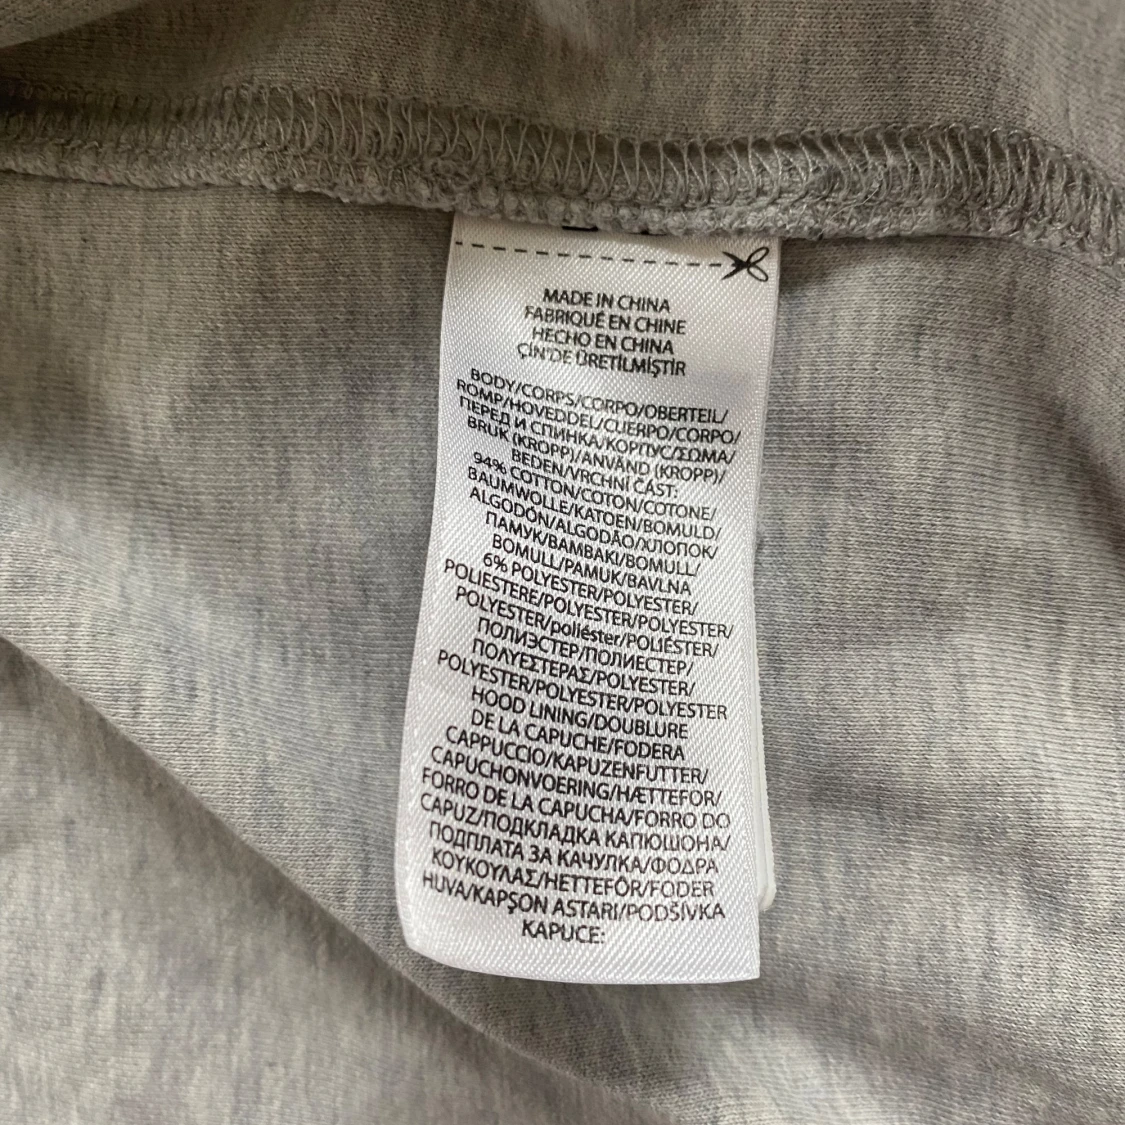 MADE IN CHINA
FABRIQUÉ EN CHINE
HECHO EN CHINA
ÇİN'DE ÜRETİLMİŞTİR
BODY/CORPS/CORPO/OBERTEIL/
ROMP/HOVEDDEL/CUERPO/CORPO/
ПЕРЕД И СПИНКА/КОРПУС/ΣΩΜΑ/
BRUK (KROPP)/ANVÄND (KROPP)/
BEDEN/VRCHNÍ ČÁST:
94% COTTON/COTON/COTONE/
BAUMWOLLE/KATOEN/BOMULD/
ALGODÓN/ALGODÃO/ХЛОПОК/
ПАМУК/BAMBAKI/BOMULL/
BOMULL/PAMUK/BAVLNA
6% POLYESTER/POLYESTER/
POLIESTERE/POLYESTER/POLYESTER/
POLYESTER/poliéster/POLIÉSTER/
ПОЛИЭСТЕР/ПОЛИЕСТЕР/
ΠΟΛΥΕΣΤΕΡΑΣ/POLYESTER/
POLYESTER/POLYESTER/POLYESTER
HOOD LINING/DOUBLURE
DE LA CAPUCHE/FODERA
CAPPUCCIO/KAPUZENFUTTER/
CAPUCHONVOERING/HÆTTEFOR/
FORRO DE LA CAPUCHA/FORRO DO
CAPUZ/ПОДКЛАДКА КАПЮШОНА/
ПОДПЛАТА ЗА КАЧУЛКА/ΦΟΔΡΑ
ΚΟΥΚΟΥΛΑΣ/HETTEFÔR/FODER
HUVA/KAPŞON ASTARI/PODŠÍVKA
KAPUCE: